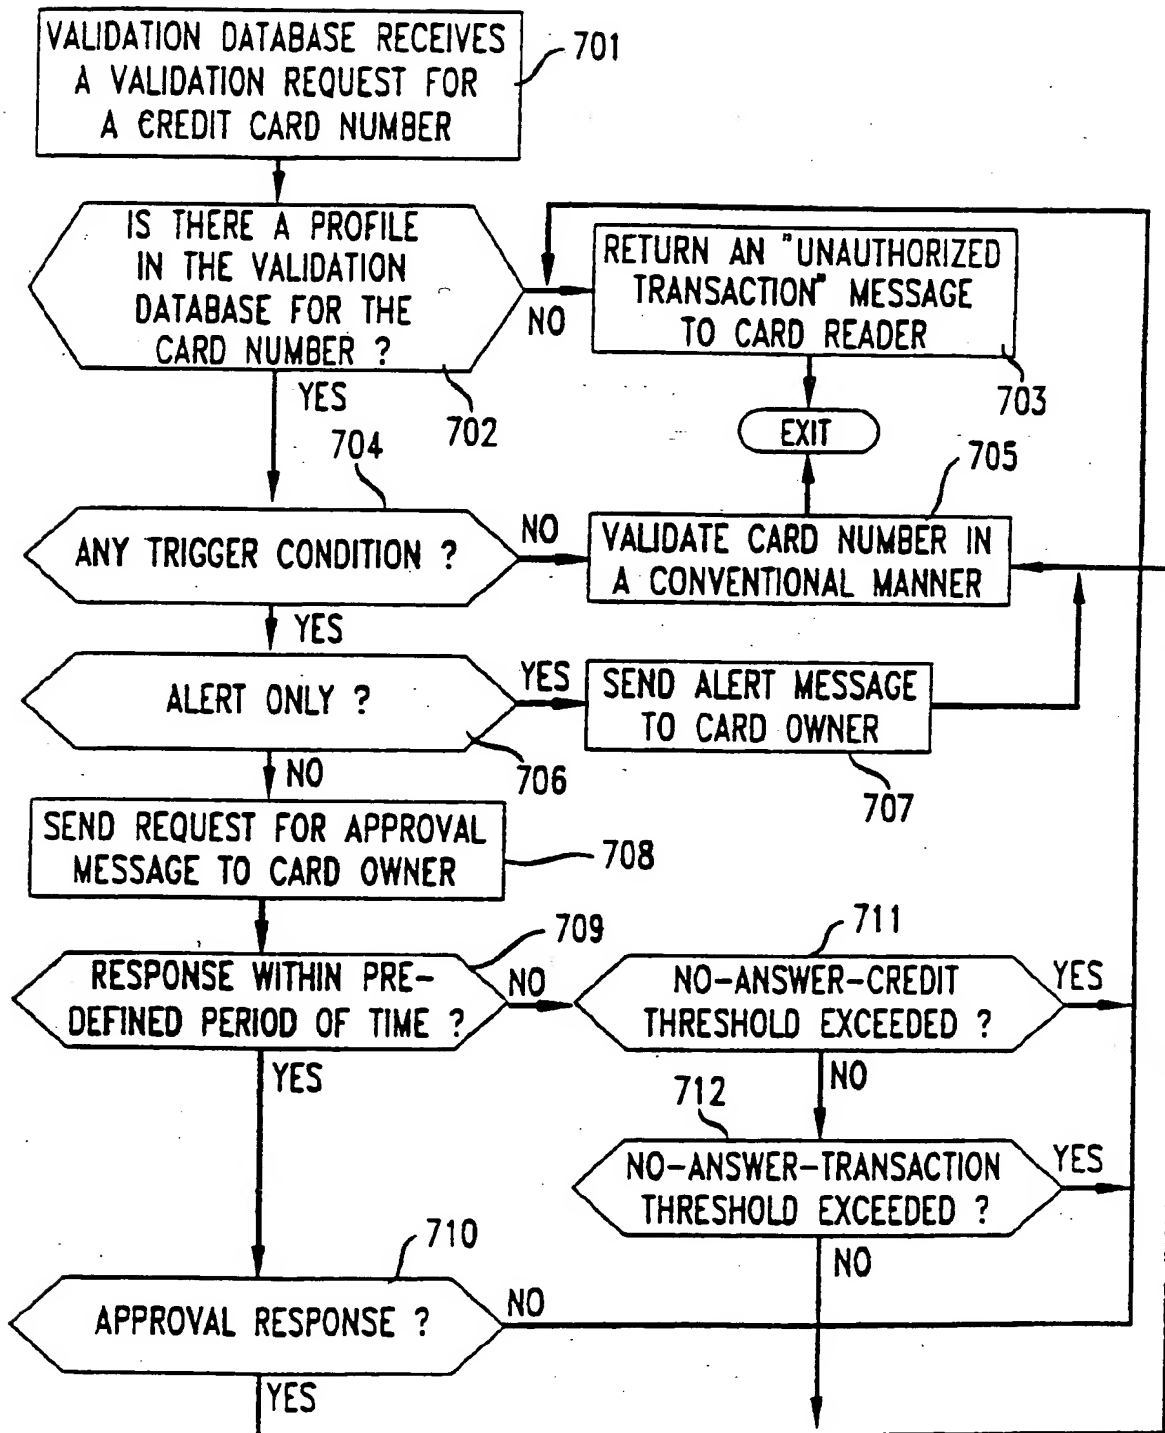 VALIDATION DATABASE RECEIVES
A VALIDATION REQUEST FOR
A CREDIT CARD NUMBER
701
IS THERE A PROFILE
IN THE VALIDATION
DATABASE FOR THE
CARD NUMBER ?
702
NO
YES
RETURN AN "UNAUTHORIZED
TRANSACTION" MESSAGE
TO CARD READER
703
EXIT
704
ANY TRIGGER CONDITION ?
NO
YES
705
VALIDATE CARD NUMBER IN
A CONVENTIONAL MANNER
ALERT ONLY ?
706
YES
NO
SEND ALERT MESSAGE
TO CARD OWNER
707
SEND REQUEST FOR APPROVAL
MESSAGE TO CARD OWNER
708
709
RESPONSE WITHIN PRE-
DEFINED PERIOD OF TIME ?
NO
YES
711
NO-ANSWER-CREDIT
THRESHOLD EXCEEDED ?
YES
NO
712
NO-ANSWER-TRANSACTION
THRESHOLD EXCEEDED ?
YES
NO
710
APPROVAL RESPONSE ?
NO
YES